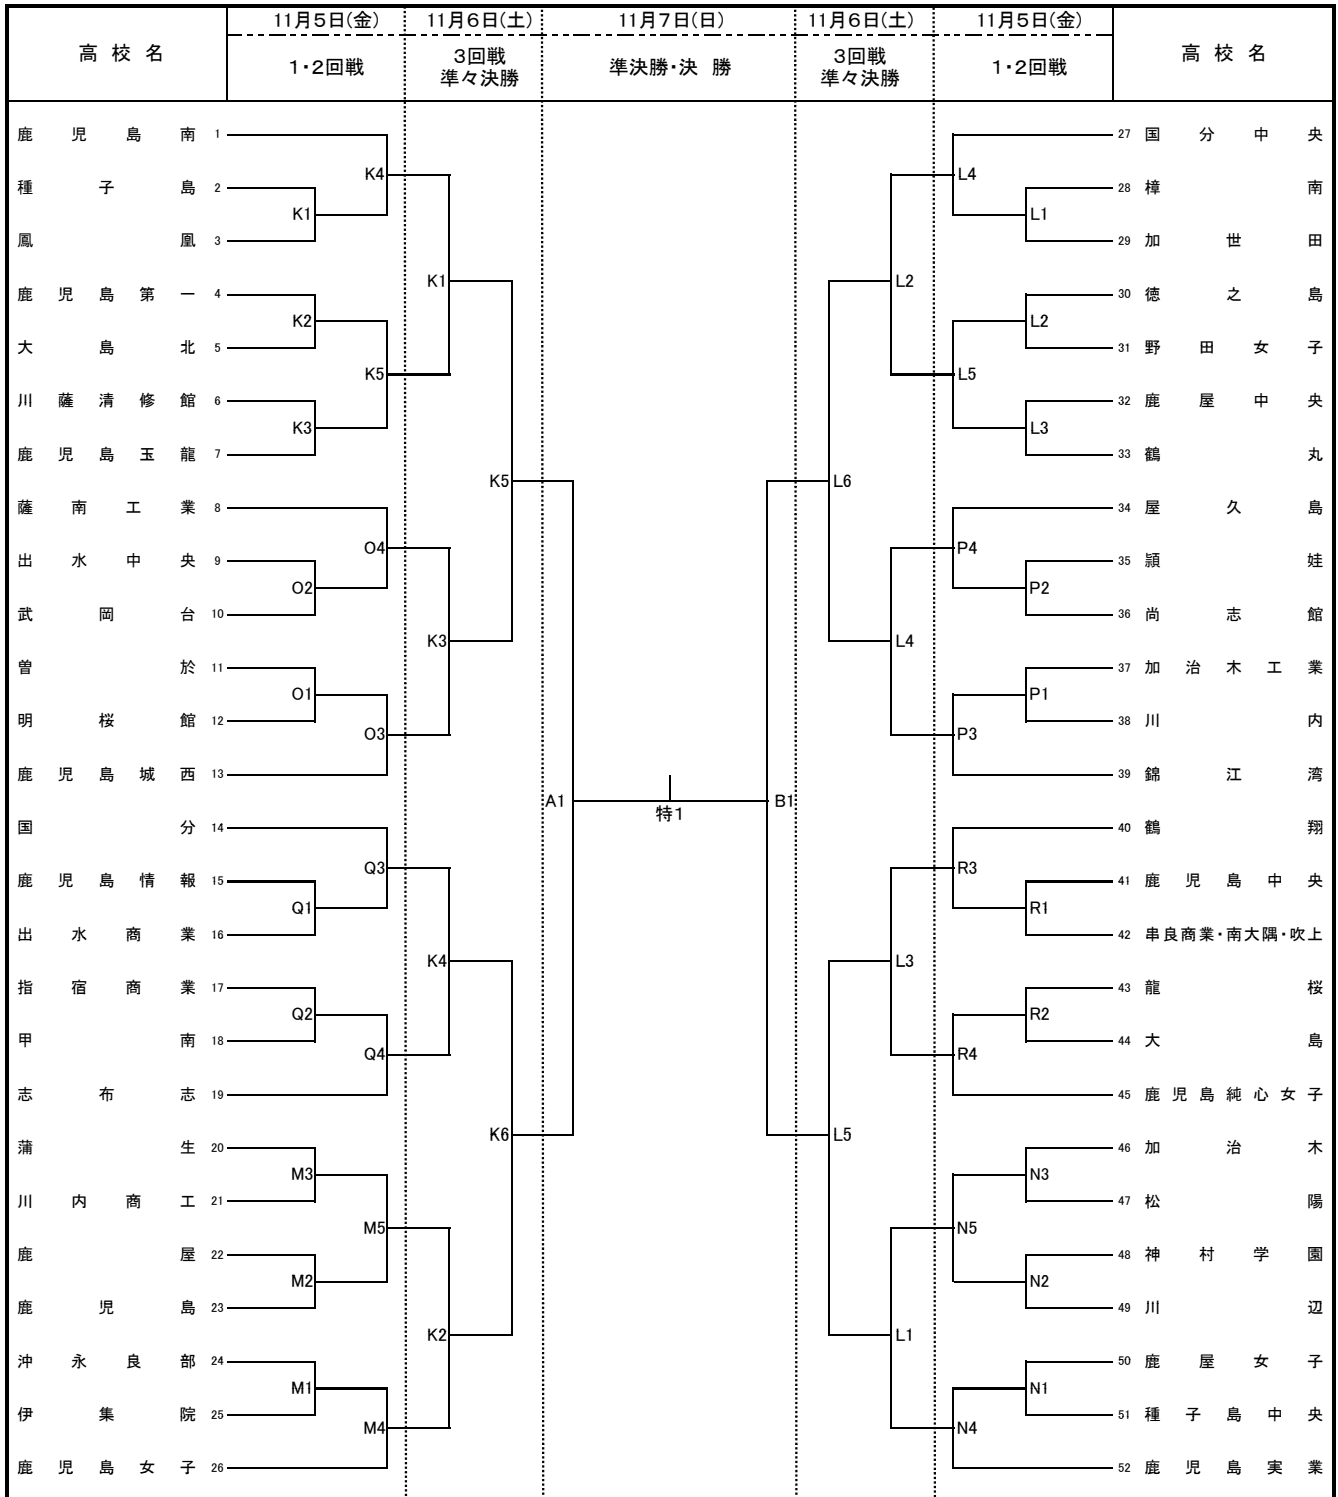 高校名 11月5日(金) 11月6日(土) 11月7日(日) 11月6日(土) 11月5日(金) 高校名
1・2回戦 3回戦 準決勝・決勝 3回戦 1・2回戦
準々決勝 準々決勝
鹿児島南 1 27 国分中央
K4 L4
種子島 2 28 樟南
K1 L1
鳳凰 3 29 加世田
K1 L2
鹿児島第一 4 30 徳之島
K2 L2
大島北 5 31 野田女子
K5 L5
川薩清修館 6 32 鹿屋中央
K3 L3
鹿児島玉龍 7 33 鶴丸
K5 L6
薩南工業 8 34 屋久島
O4 P4
出水中央 9 35 頴娃
O2 P2
武岡台 10 36 尚志館
K3 L4
曽於 11 37 加治木工業
O1 P1
明桜館 12 38 川内
O3 P3
鹿児島城西 13 39 錦江湾
A1 特1 B1
国分 14 40 鶴翔
Q3 R3
鹿児島情報 15 41 鹿児島中央
Q1 R1
出水商業 16 42 串良商業・南大隅・吹上
K4 L3
指宿商業 17 43 龍桜
Q2 R2
甲南 18 44 大島
Q4 R4
志布志 19 45 鹿児島純心女子
K6 L5
蒲生 20 46 加治木
M3 N3
川内商工 21 47 松陽
M5 N5
鹿屋 22 48 神村学園
M2 N2
鹿児島 23 49 川辺
K2 L1
沖永良部 24 50 鹿屋女子
M1 N1
伊集院 25 51 種子島中央
M4 N4
鹿児島女子 26 52 鹿児島実業